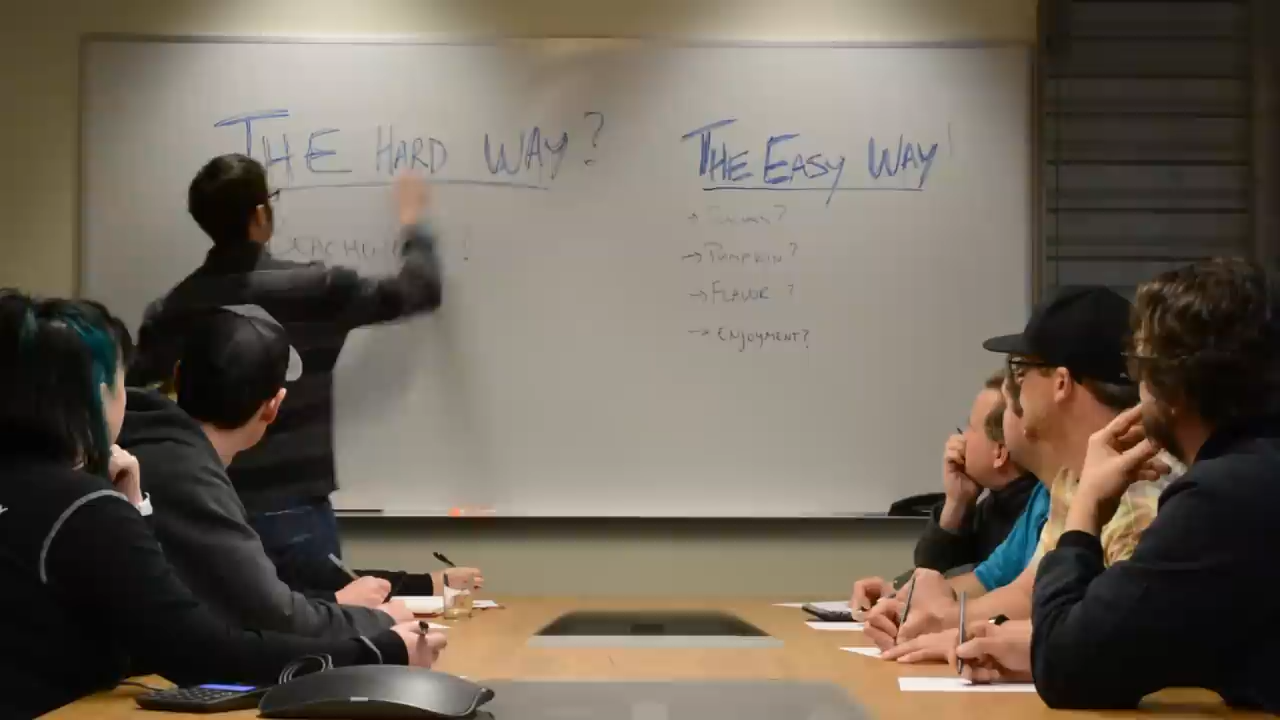 THE HARD WAY?
THE EASY WAY!
→
→ PUMPKIN?
→ FLAVOR ?
→ ENJOYMENT?